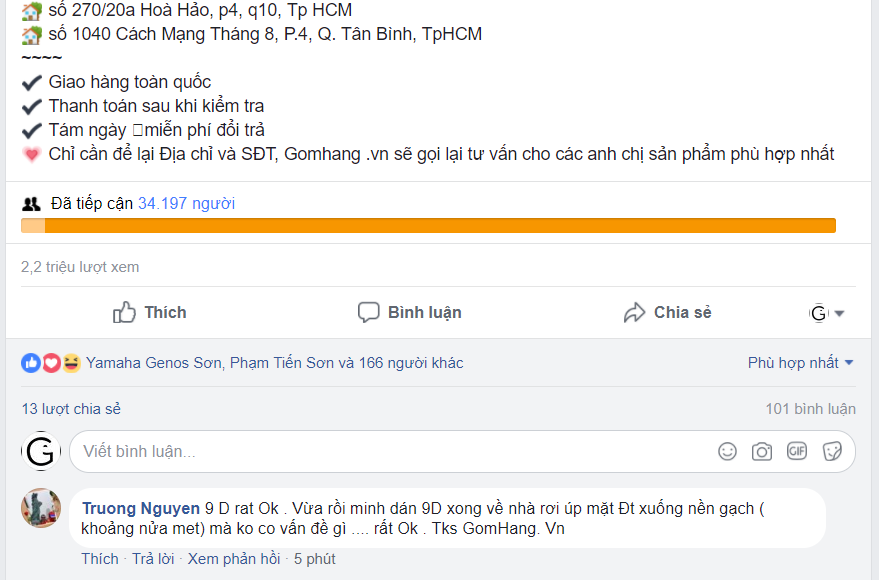 số 270/20a Hoà Hảo, p4, q10, Tp HCM
số 1040 Cách Mạng Tháng 8, P.4, Q. Tân Bình, TpHCM
~~~~
✔ Giao hàng toàn quốc
✔ Thanh toán sau khi kiểm tra
✔ Tám ngày miễn phí đổi trả
Chỉ cần để lại Địa chỉ và SĐT, Gomhang .vn sẽ gọi lại tư vấn cho các anh chị sản phẩm phù hợp nhất
Đã tiếp cận 34.197 người
2,2 triệu lượt xem
Thích Bình luận Chia sẻ G
Yamaha Genos Sơn, Phạm Tiến Sơn và 166 người khác Phù hợp nhất
13 lượt chia sẻ 101 bình luận
G Viết bình luận... GIF
Truong Nguyen 9 D rat Ok . Vừa rồi minh dán 9D xong về nhà rơi úp mặt Đt xuống nền gạch (
khoảng nửa met) mà ko co vấn đề gì .... rất Ok . Tks GomHang. Vn
Thích · Trả lời · Xem phản hồi · 5 phút